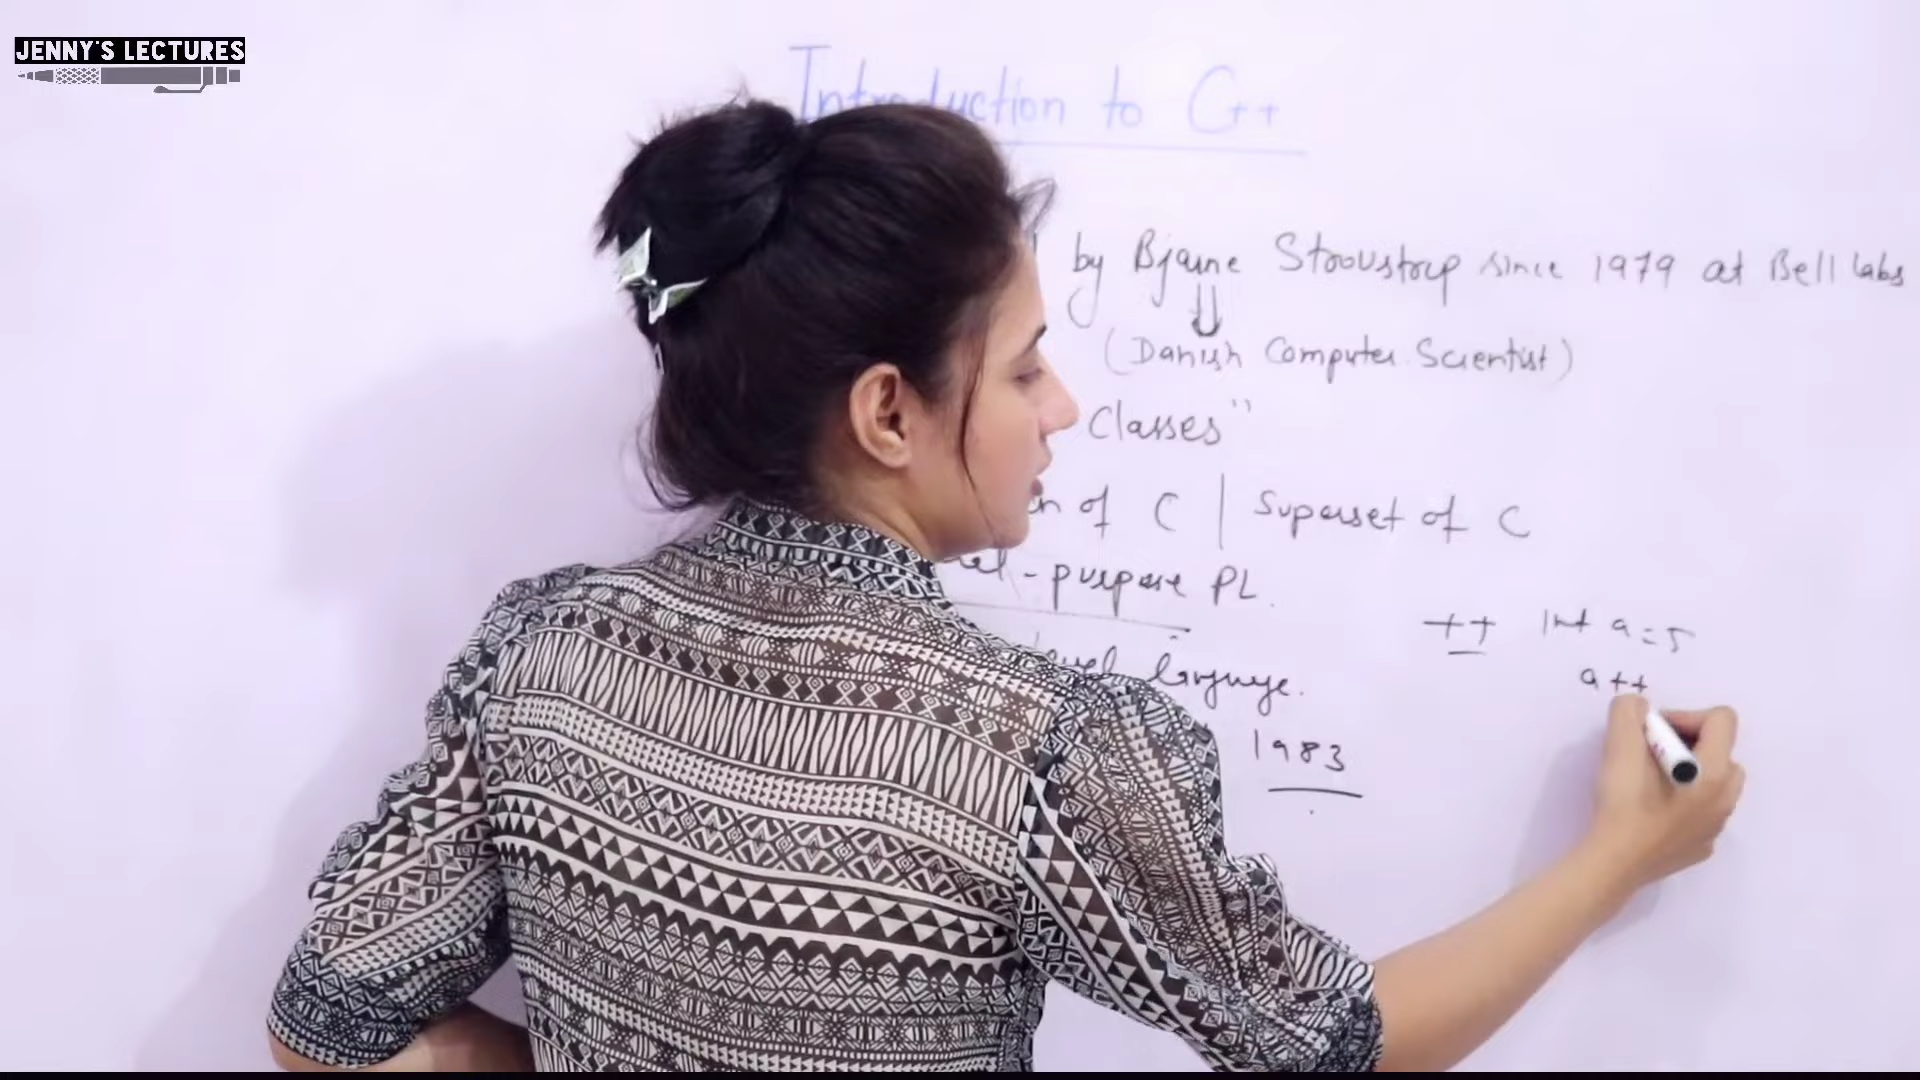 JENNY'S LECTURES
Introduction to C++
by Bjarne Stroustrup since 1979 at Bell labs
(Danish Computer Scientist)
Classes"
of C | Superset of C
-purpose PL.
language.
++ int a=5
a++
1983